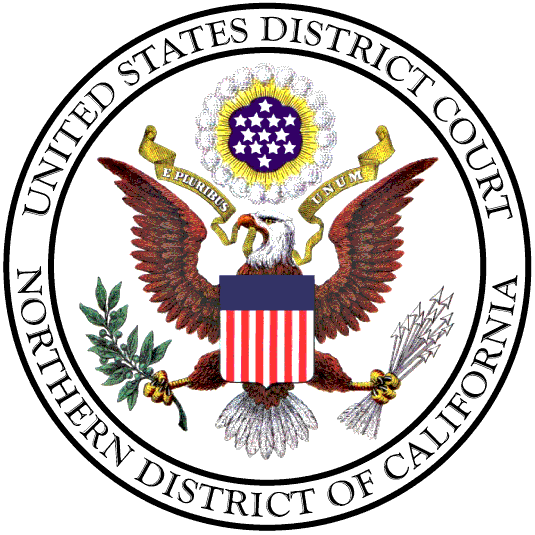 UNITED STATES DISTRICT COURT
E PLURIBUS UNUM
NORTHERN DISTRICT OF CALIFORNIA